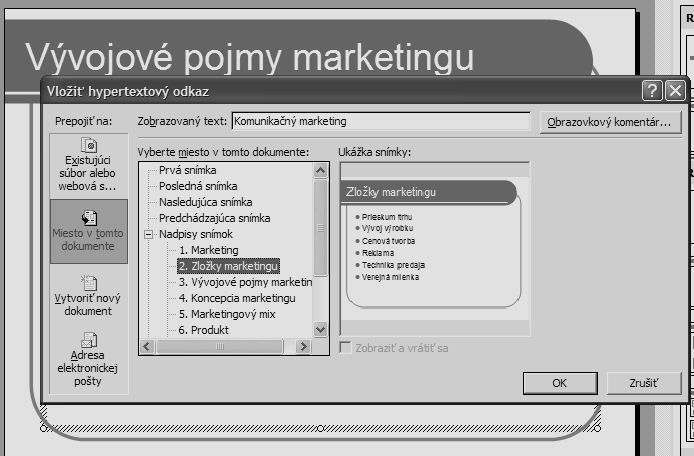 Vývojové pojmy marketingu
Vložiť hypertextový odkaz
Prepojiť na:
Zobrazovaný text: Komunikačný marketing
Obrazovkový komentár...
Existujúci
súbor alebo
webová s...
Miesto v tomto
dokumente
Vytvoriť nový
dokument
Adresa
elektronickej
pošty
Vyberte miesto v tomto dokumente:
Prvá snímka
Posledná snímka
Nasledujúca snímka
Predchádzajúca snímka
Nadpisy snímok
1. Marketing
2. Zložky marketingu
3. Vývojové pojmy marketin
4. Koncepcia marketingu
5. Marketingový mix
6. Produkt
Ukážka snímky:
Zložky marketingu
Prieskum trhu
Vývoj výrobku
Cenová tvorba
Reklama
Technika predaja
Verejná mienka
Zobraziť a vrátiť sa
OK
Zrušiť
R